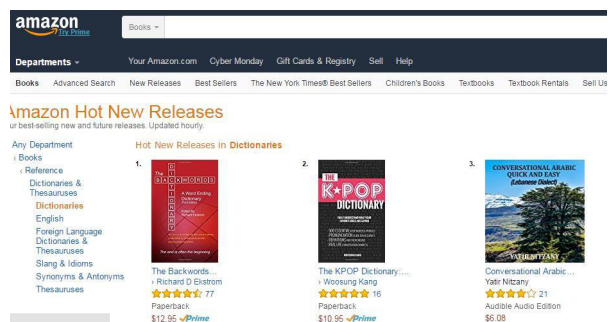 amazon
Try Prime
Books
Departments
Your Amazon.com Cyber Monday Gift Cards & Registry Sell Help
Books Advanced Search New Releases Best Sellers The New York Times® Best Sellers Children's Books Textbooks Textbook Rentals Sell Us
Amazon Hot New Releases
ur best-selling new and future releases. Updated hourly.
Any Department
‹ Books
‹ Reference
Dictionaries &
Thesauruses
Dictionaries
English
Foreign Language
Dictionaries &
Thesauruses
Slang & Idioms
Synonyms & Antonyms
Thesauruses
Hot New Releases in Dictionaries
1.
The
BACKWORDS
DICTIONARY
A Word Ending
Dictionary
The end is often the beginning
The Backwords...
› Richard D Ekstrom
77
Paperback
$12.95 Prime
2.
THE
K★POP
DICTIONARY
The KPOP Dictionary:...
› Woosung Kang
16
Paperback
$10.95 Prime
3.
CONVERSATIONAL ARABIC
QUICK AND EASY
(Lebanese Dialect)
YATIR NITZANY
Conversational Arabic...
Yatir Nitzany
21
Audible Audio Edition
$6.08